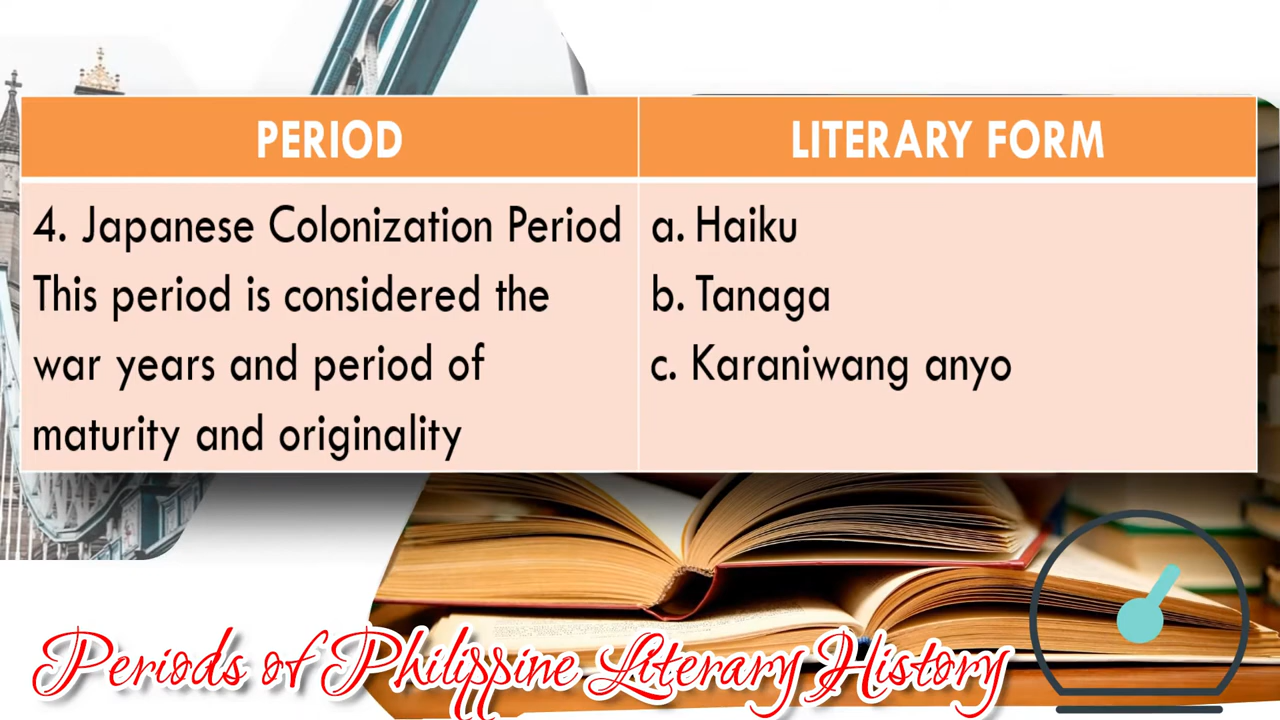 PERIOD
LITERARY FORM
4. Japanese Colonization Period
This period is considered the
war years and period of
maturity and originality
a. Haiku
b. Tanaga
c. Karaniwang anyo
Periods of Philippine Literary History